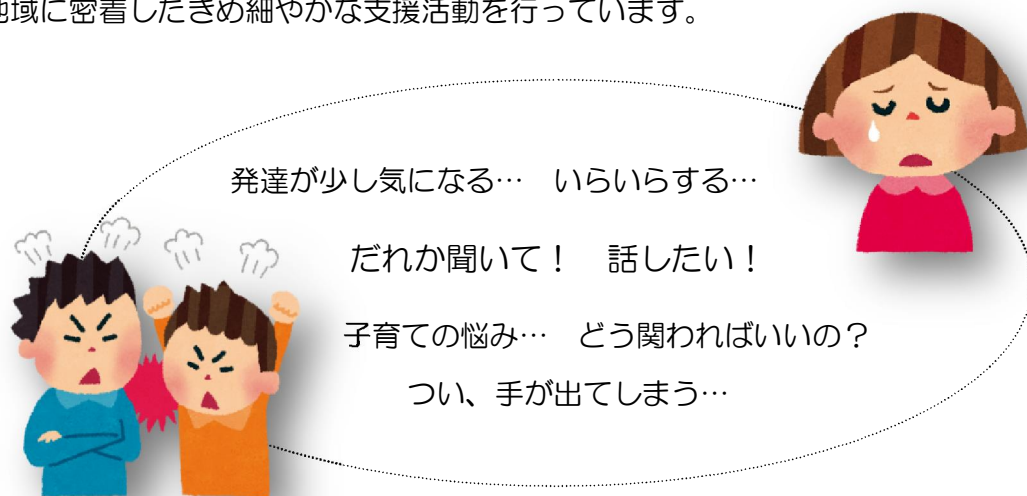 地域に密着したきめ細やかな支援活動を行っています。
発達が少し気になる… いらいらする…
だれか聞いて! 話したい!
子育ての悩み… どう関わればいいの?
つい、手が出てしまう…